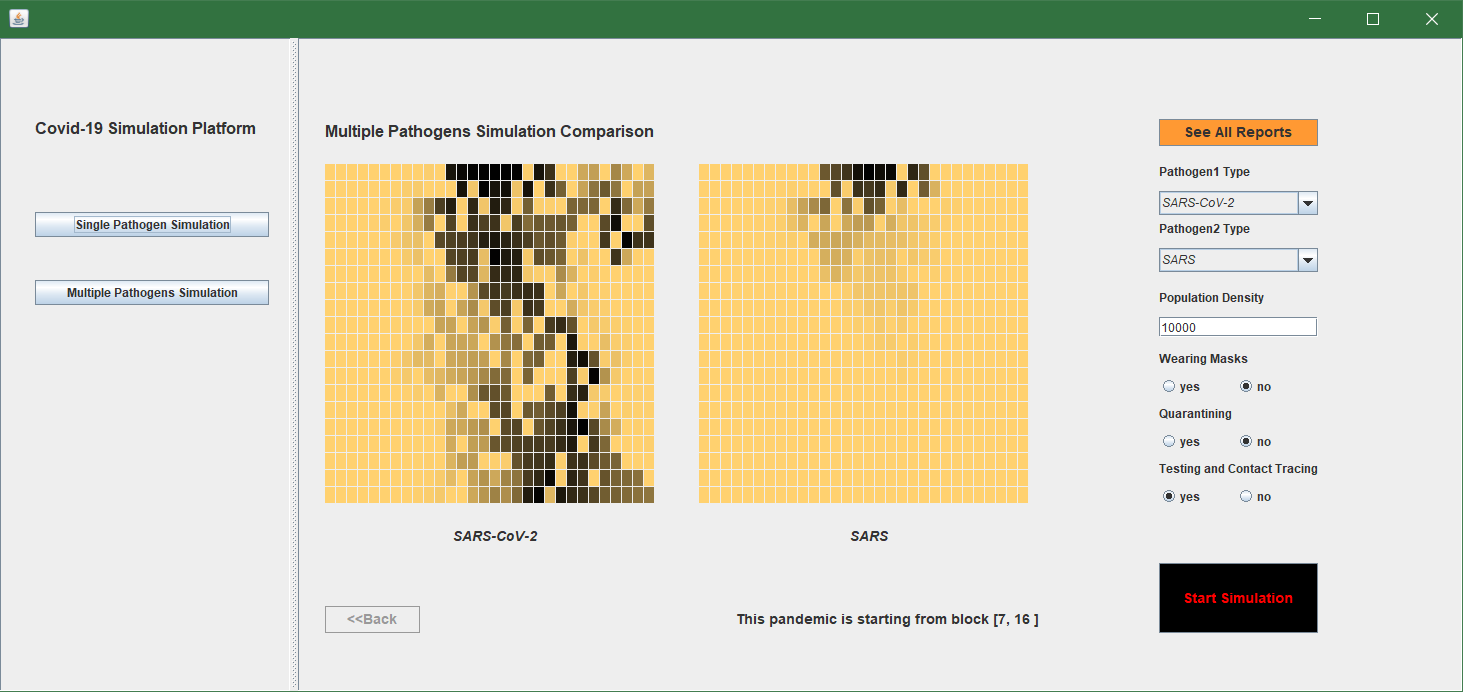 Covid-19 Simulation Platform
Single Pathogen Simulation
Multiple Pathogens Simulation
Multiple Pathogens Simulation Comparison
SARS-CoV-2
SARS
<<Back
This pandemic is starting from block [7, 16 ]
See All Reports
Pathogen1 Type
SARS-CoV-2
Pathogen2 Type
SARS
Population Density
10000
Wearing Masks
yes no
Quarantining
yes no
Testing and Contact Tracing
yes no
Start Simulation